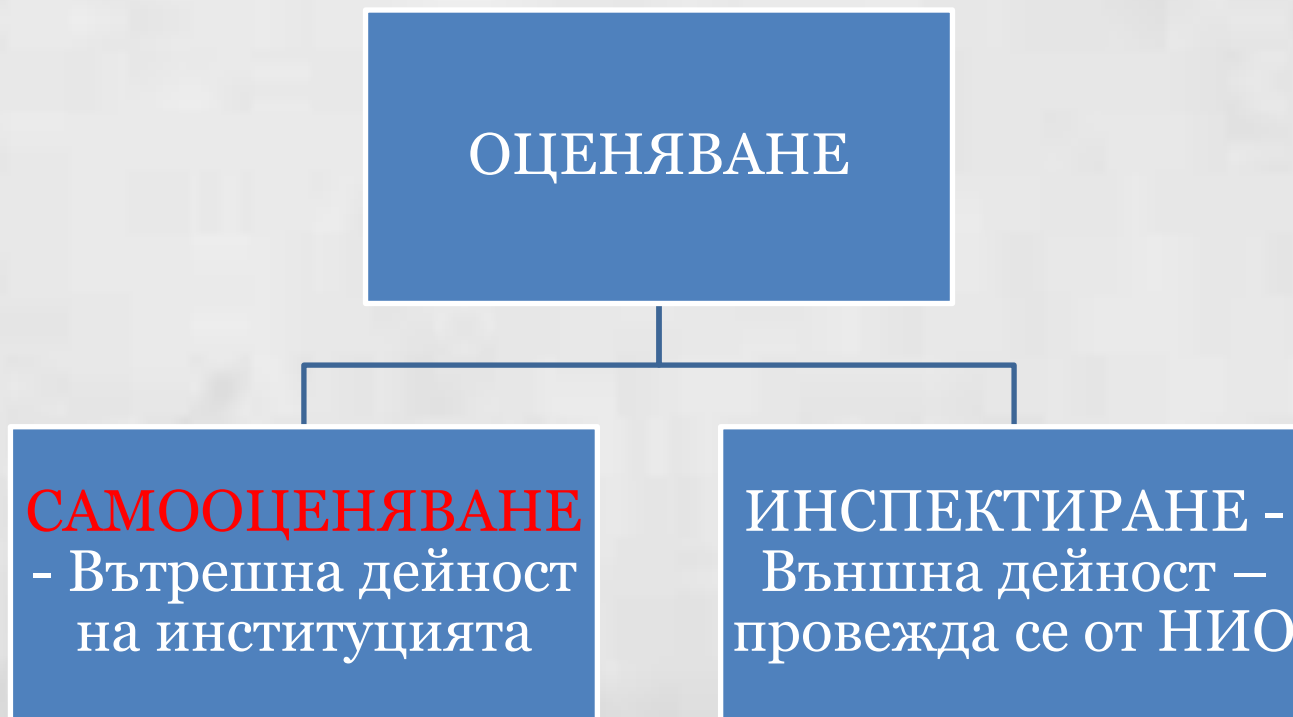 ОЦЕНЯВАНЕ
САМООЦЕНЯВАНЕ
- Вътрешна дейност
на институцията
ИНСПЕКТИРАНЕ -
Външна дейност –
провежда се от НИО